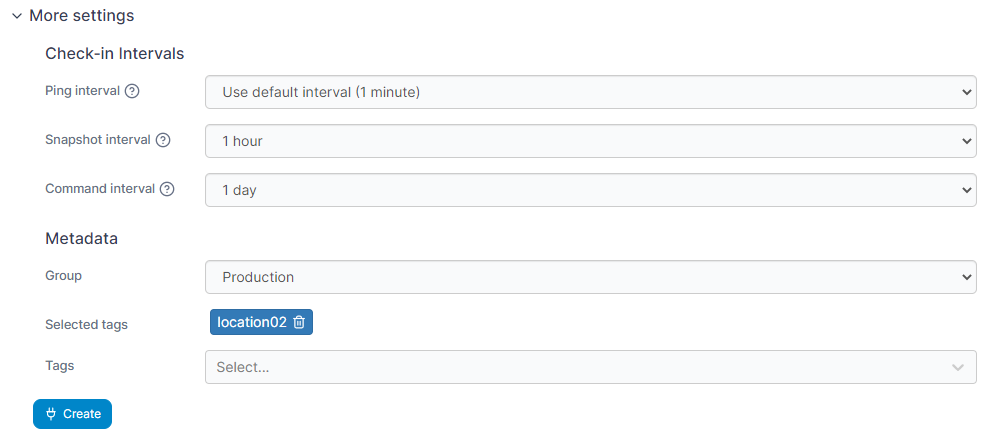 More settings
Check-in Intervals
Ping interval ?
Use default interval (1 minute)
Snapshot interval ?
1 hour
Command interval ?
1 day
Metadata
Group
Production
Selected tags
location02
Tags
Select...
Create